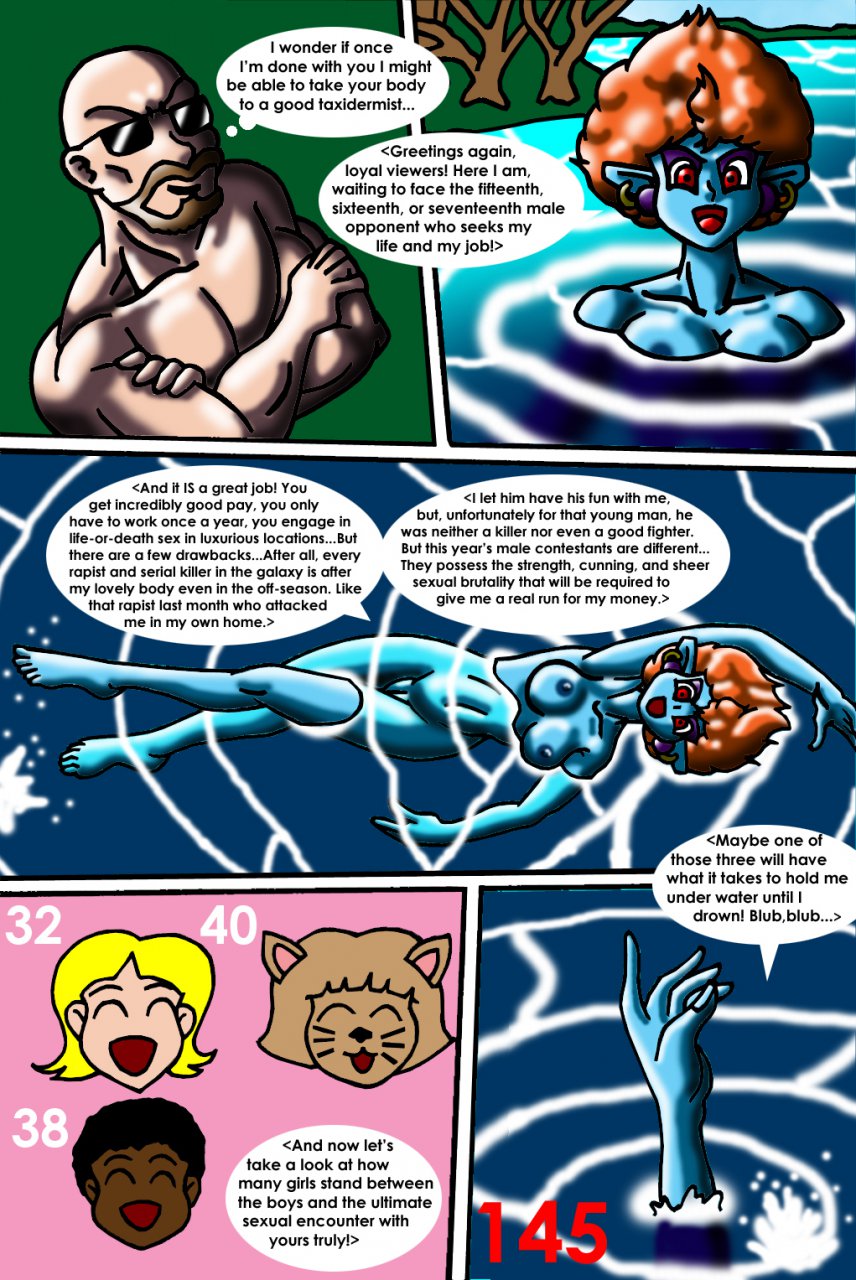 I wonder if once
I'm done with you I might
be able to take your body
to a good taxidermist...
<Greetings again,
loyal viewers! Here I am,
waiting to face the fifteenth,
sixteenth, or seventeenth male
opponent who seeks my
life and my job!>
<And it IS a great job! You
get incredibly good pay, you only
have to work once a year, you engage in
life-or-death sex in luxurious locations...But
there are a few drawbacks...After all, every
rapist and serial killer in the galaxy is after
my lovely body even in the off-season. Like
that rapist last month who attacked
me in my own home.>
<I let him have his fun with me,
but, unfortunately for that young man, he
was neither a killer nor even a good fighter.
But this year's male contestants are different...
They possess the strength, cunning, and sheer
sexual brutality that will be required to
give me a real run for my money.>
32
40
38
<And now let's
take a look at how
many girls stand between
the boys and the ultimate
sexual encounter with
yours truly!>
<Maybe one of
those three will have
what it takes to hold me
under water until I
drown! Blub,blub...>
145